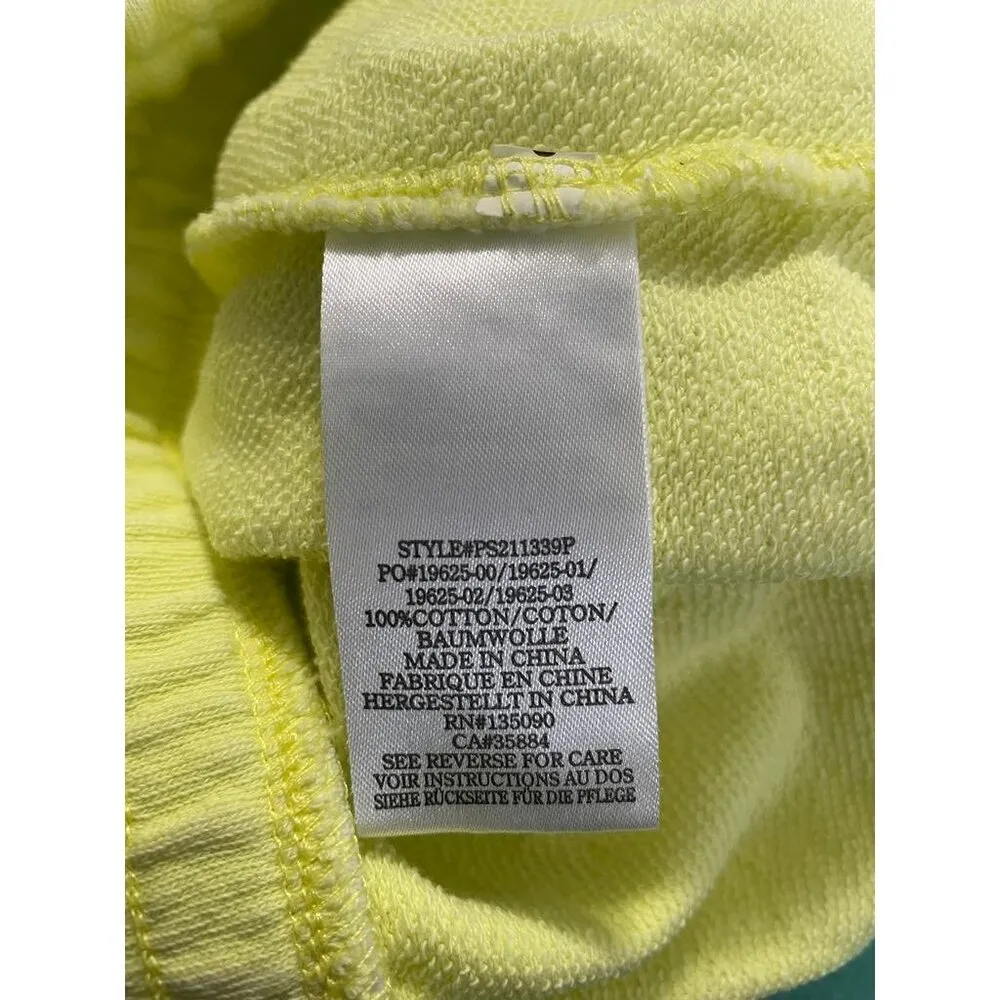 STYLE#PS211339P
PO#19625-00/19625-01/
19625-02/19625-03
100%COTTON/COTON/
BAUMWOLLE
MADE IN CHINA
FABRIQUE EN CHINE
HERGESTELLT IN CHINA
RN#135090
CA#35884
SEE REVERSE FOR CARE
VOIR INSTRUCTIONS AU DOS
SIEHE RÜCKSEITE FÜR DIE PFLEGE